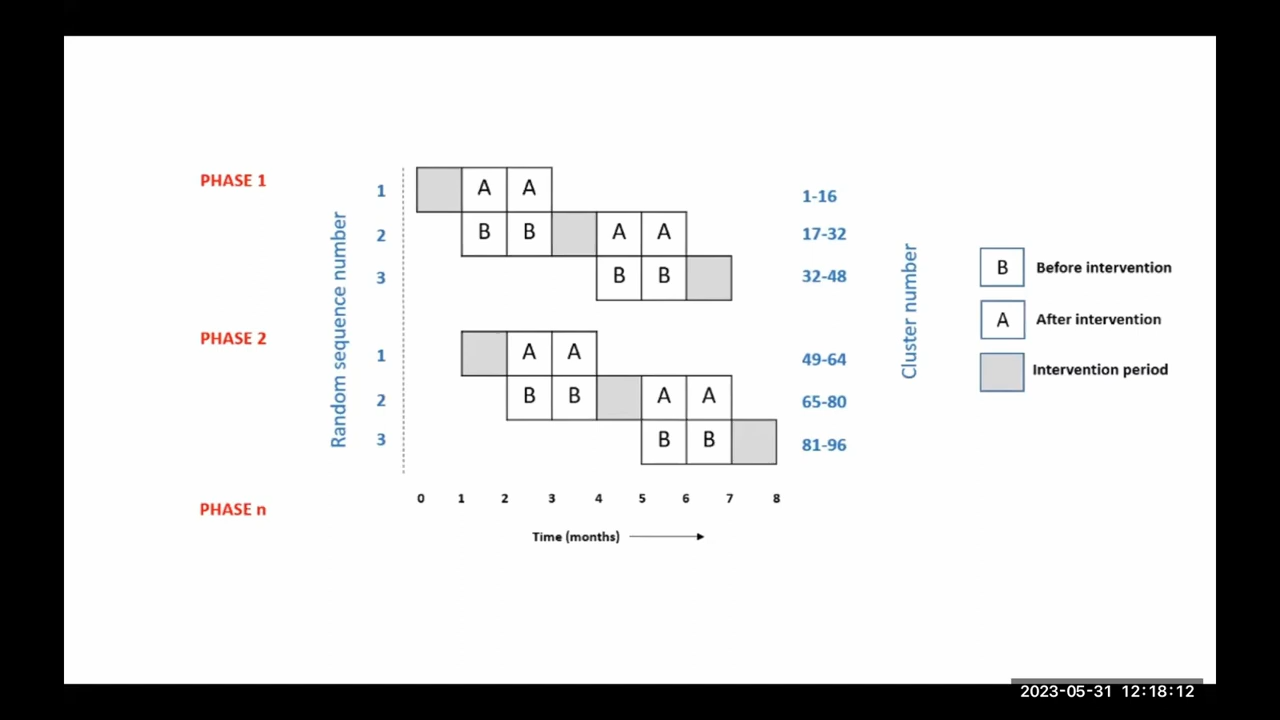 PHASE 1
Random sequence number
1 A A 1-16
2 B B A A 17-32
3 B B 32-48
PHASE 2
1 A A 49-64
2 B B A A 65-80
3 B B 81-96
Cluster number
B Before intervention
A After intervention
Intervention period
PHASE n
0 1 2 3 4 5 6 7 8
Time (months)
2023-05-31 12:18:12